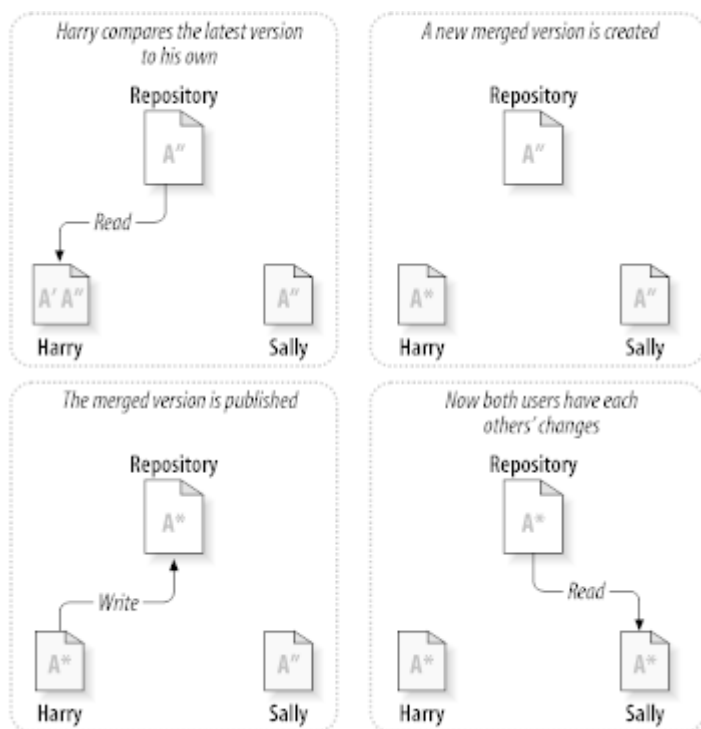 Harry compares the latest version
to his own
Repository
A″
Read
A′ A″
A″
Harry
Sally
A new merged version is created
Repository
A″
A*
A″
Harry
Sally
The merged version is published
Repository
A*
Write
A*
A″
Harry
Sally
Now both users have each
others’ changes
Repository
A*
Read
A*
A*
Harry
Sally